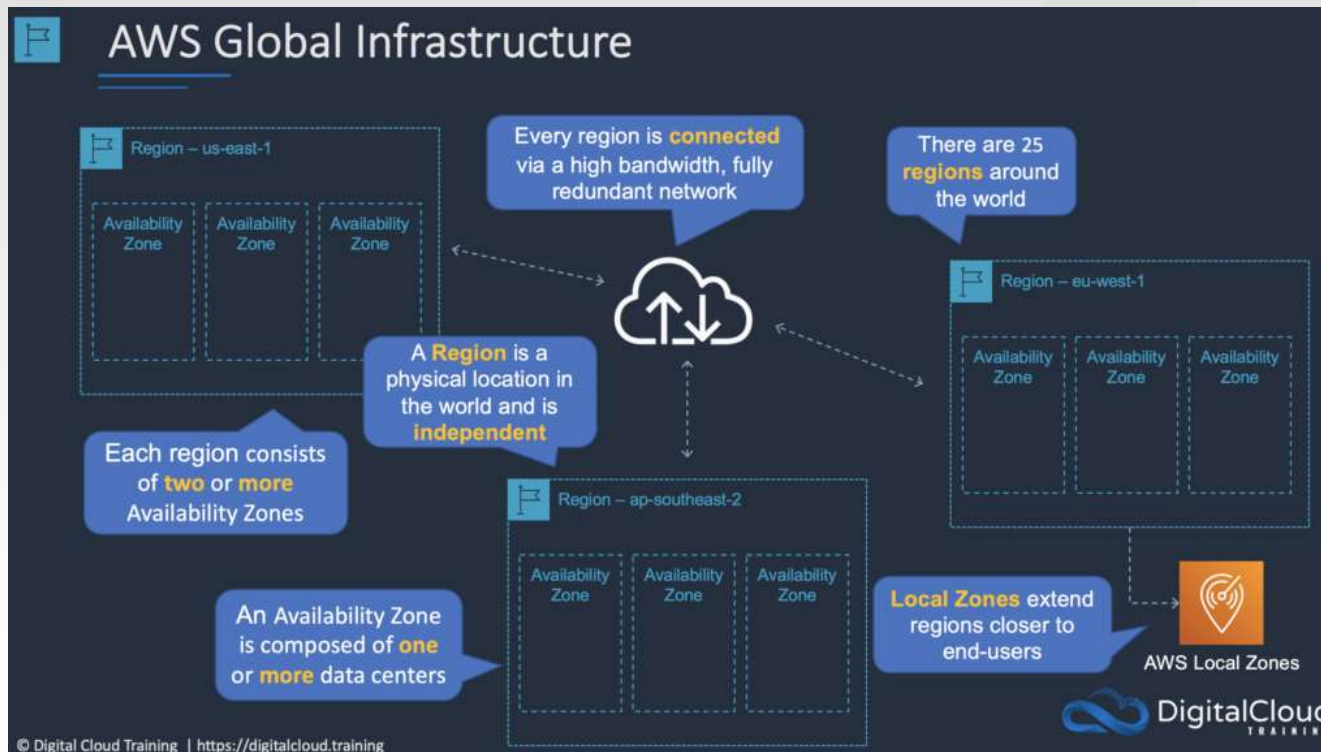 AWS Global Infrastructure
Region – us-east-1
Availability
Zone
Availability
Zone
Availability
Zone
Every region is connected
via a high bandwidth, fully
redundant network
There are 25
regions around
the world
Region – eu-west-1
Availability
Zone
Availability
Zone
Availability
Zone
A Region is a
physical location in
the world and is
independent
Each region consists
of two or more
Availability Zones
Region – ap-southeast-2
Availability
Zone
Availability
Zone
Availability
Zone
An Availability Zone
is composed of one
or more data centers
Local Zones extend
regions closer to
end-users
AWS Local Zones
DigitalCloud
TRAININ
© Digital Cloud Training | https://digitalcloud.training